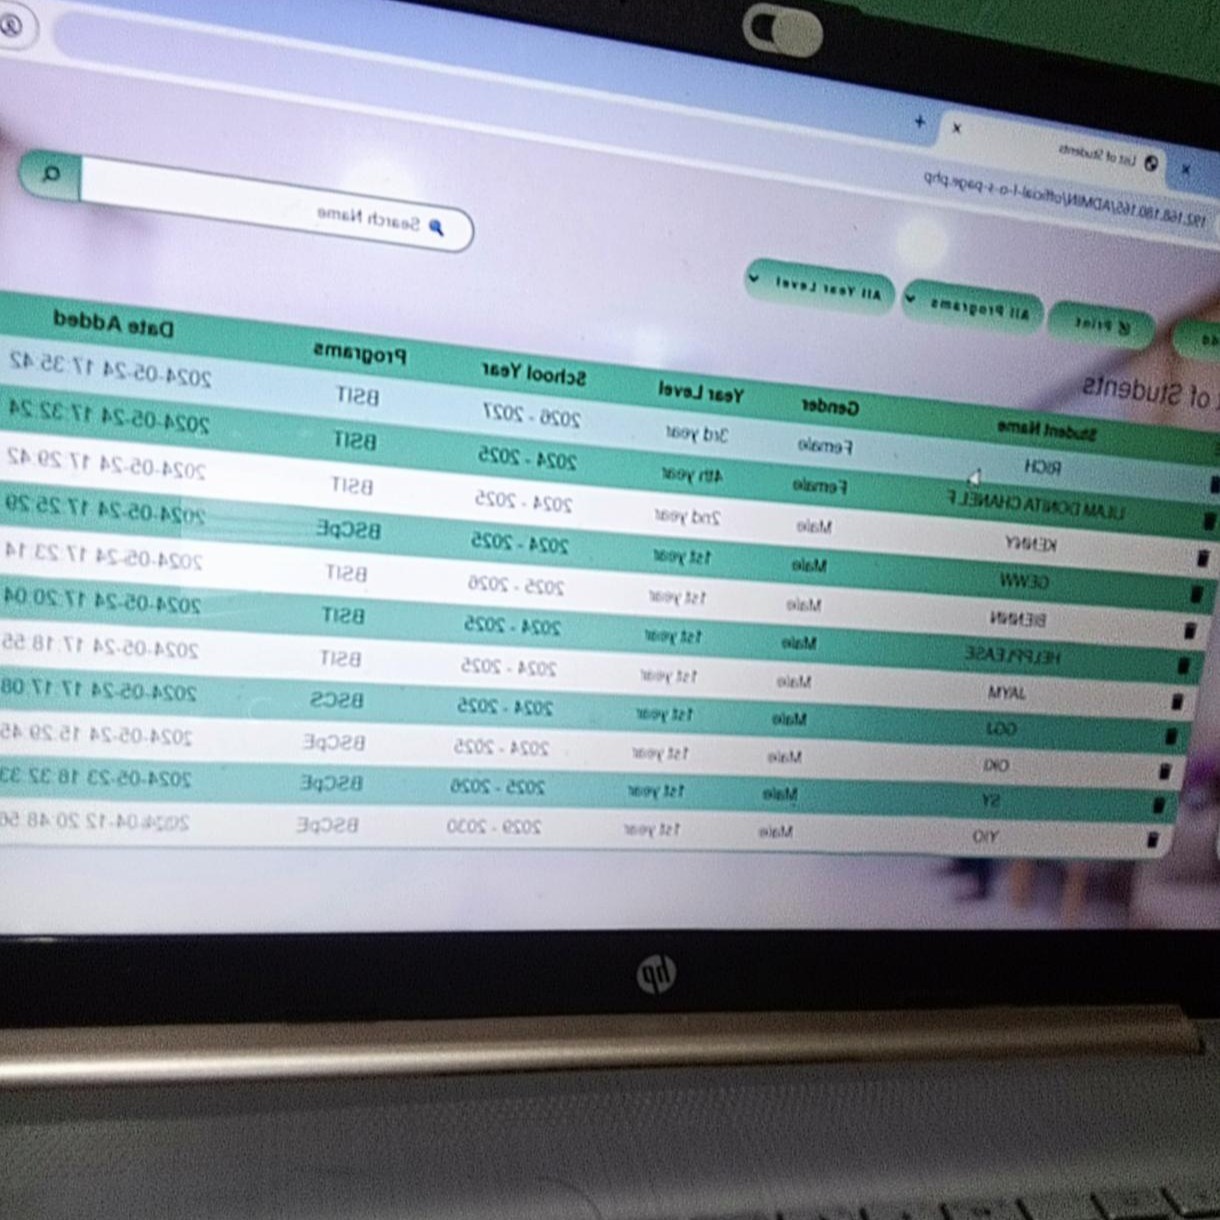 List of Students
192.168.180.165/ADMIN/official-l-o-s-page.php
Search Name
Print
All Programs
All Year Level
of Students
Student Name Gender Year Level School Year Programs Date Added
RICH Female 3rd year 2026 - 2027 BSIT 2024-05-24 17:35:42
ULAM DONITA CHANEL F Female 4th year 2024 - 2025 BSIT 2024-05-24 17:32:24
KENNY Male 2nd year 2024 - 2025 BSIT 2024-05-24 17:29:42
GEWW Male 1st year 2024 - 2025 BSCpE 2024-05-24 17:25:29
BIENNN Male 1st year 2025 - 2026 BSIT 2024-05-24 17:23:14
HELPPLEASE Male 1st year 2024 - 2025 BSIT 2024-05-24 17:20:04
JAYM Male 1st year 2024 - 2025 BSIT 2024-05-24 17:18:55
Male 1st year 2024 - 2025 BSCS 2024-05-24 17:17:08
OIO Male 1st year 2024 - 2025 BSCpE 2024-05-24 15:29:45
SY Male 1st year 2025 - 2026 BSCpE 2024-05-23 18:32:33
YIO Male 1st year 2029 - 2030 BSCpE 2024-04-12 20:48:56
hp